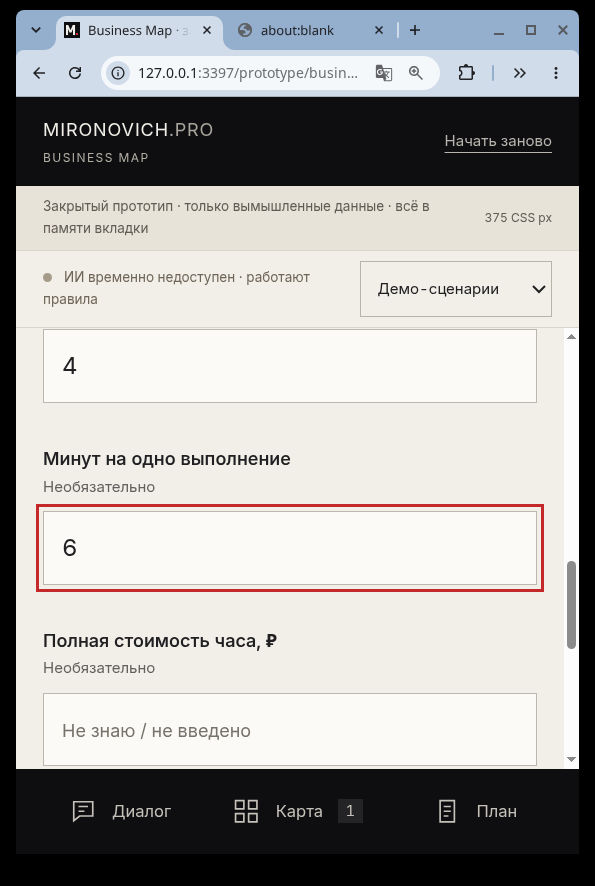 Business Map ·
about:blank
127.0.0.1:3397/prototype/busin...
MIRONOVICH.PRO
BUSINESS MAP
Начать заново
Закрытый прототип · только вымышленные данные · всё в
памяти вкладки
375 CSS px
ИИ временно недоступен · работают
правила
Демо-сценарии
4
Минут на одно выполнение
Необязательно
6
Полная стоимость часа, ₽
Необязательно
Не знаю / не введено
Диалог
Карта 1
План